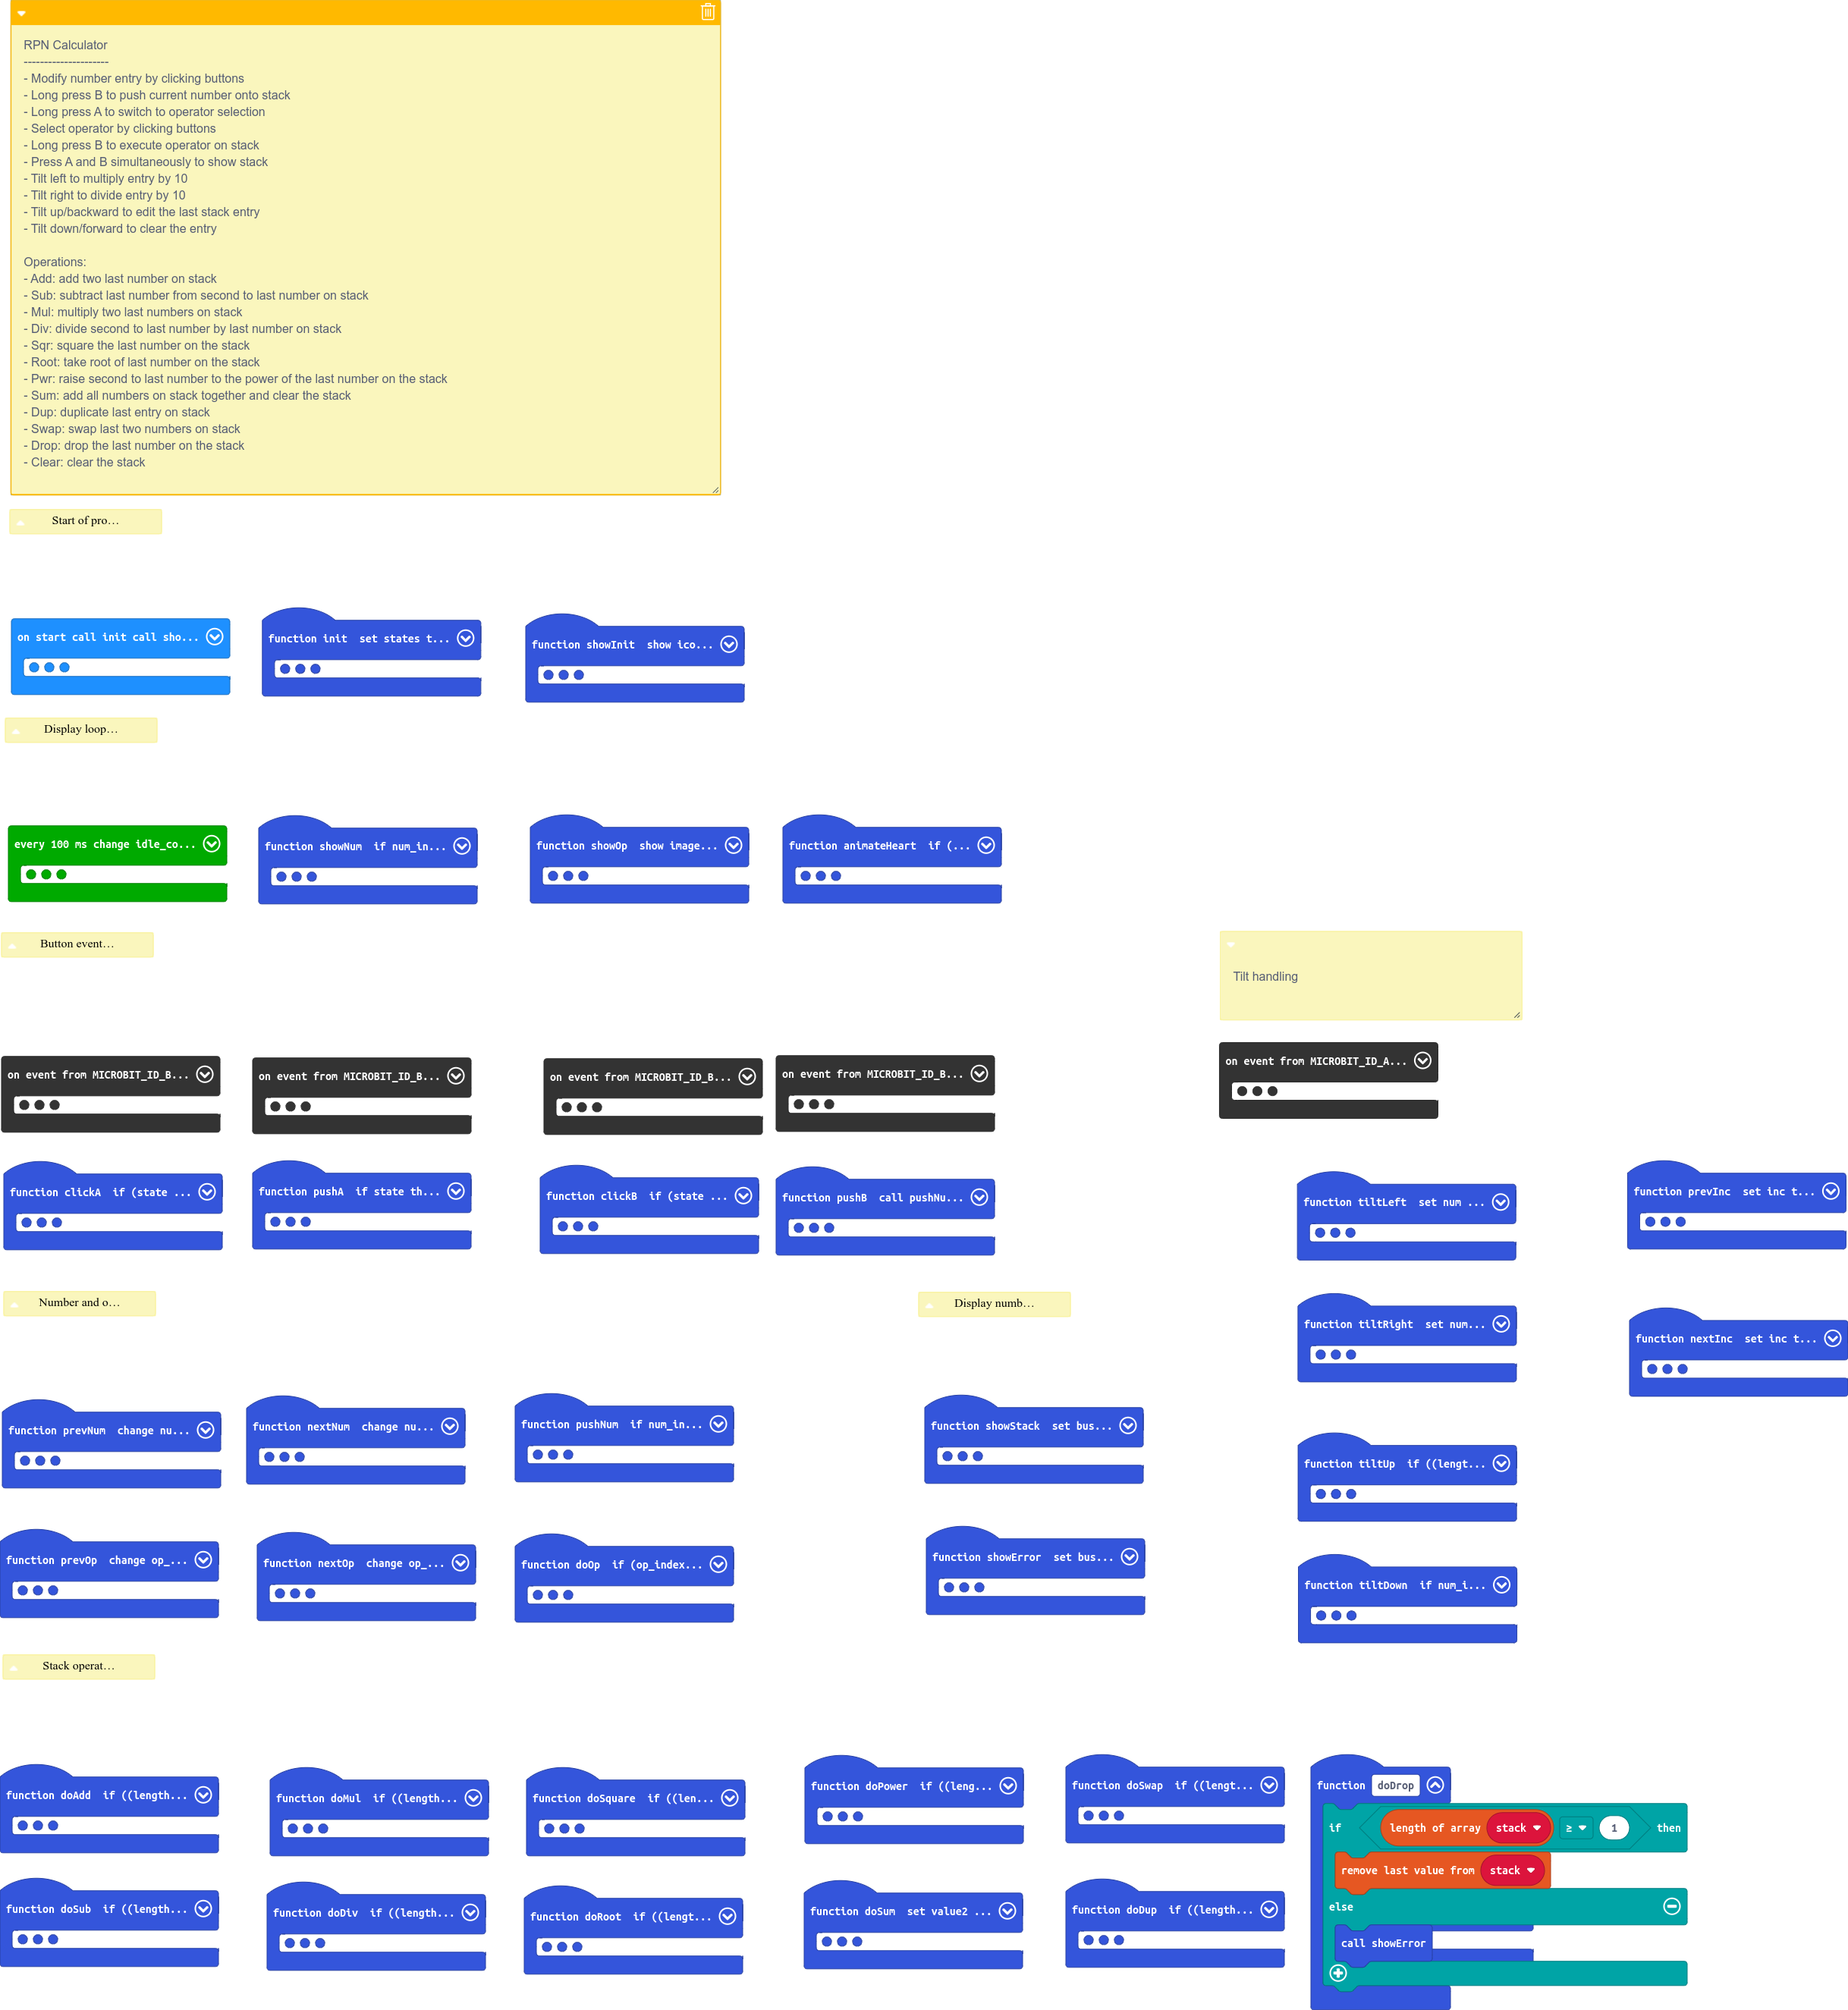 RPN Calculator
---------------------
- Modify number entry by clicking buttons
- Long press B to push current number onto stack
- Long press A to switch to operator selection
- Select operator by clicking buttons
- Long press B to execute operator on stack
- Press A and B simultaneously to show stack
- Tilt left to multiply entry by 10
- Tilt right to divide entry by 10
- Tilt up/backward to edit the last stack entry
- Tilt down/forward to clear the entry
Operations:
- Add: add two last number on stack
- Sub: subtract last number from second to last number on stack
- Mul: multiply two last numbers on stack
- Div: divide second to last number by last number on stack
- Sqr: square the last number on the stack
- Root: take root of last number on the stack
- Pwr: raise second to last number to the power of the last number on the stack
- Sum: add all numbers on stack together and clear the stack
- Dup: duplicate last entry on stack
- Swap: swap last two numbers on stack
- Drop: drop the last number on the stack
- Clear: clear the stack
Start of pro…
on start call init call sho...
function init set states t...
function showInit show ico...
Display loop…
every 100 ms change idle_co...
function showNum if num_in...
function showOp show image...
function animateHeart if (...
Button event…
Tilt handling
on event from MICROBIT_ID_B...
on event from MICROBIT_ID_B...
on event from MICROBIT_ID_B...
on event from MICROBIT_ID_B...
on event from MICROBIT_ID_A...
function clickA if (state ...
function pushA if state th...
function clickB if (state ...
function pushB call pushNu...
function tiltLeft set num ...
function prevInc set inc t...
Number and o…
Display numb…
function tiltRight set num...
function nextInc set inc t...
function prevNum change nu...
function nextNum change nu...
function pushNum if num_in...
function showStack set bus...
function tiltUp if ((lengt...
function prevOp change op_...
function nextOp change op_...
function doOp if (op_index...
function showError set bus...
function tiltDown if num_i...
Stack operat…
function doAdd if ((length...
function doMul if ((length...
function doSquare if ((len...
function doPower if ((leng...
function doSwap if ((lengt...
function doDrop
if length of array stack ≥ 1 then
remove last value from stack
else
call showError
function doSub if ((length...
function doDiv if ((length...
function doRoot if ((lengt...
function doSum set value2 ...
function doDup if ((length...